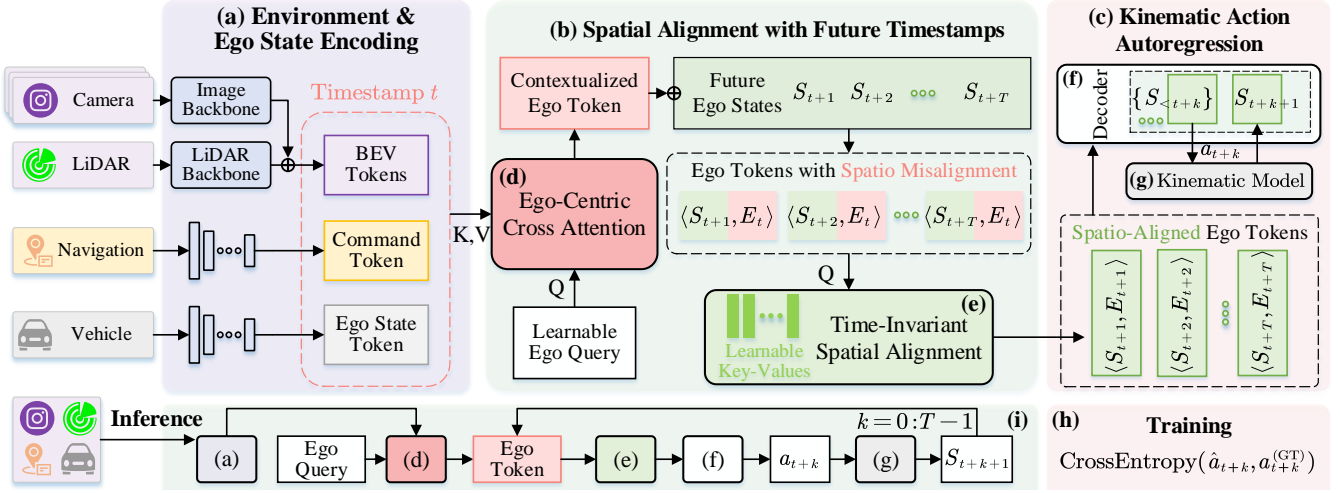 (a) Environment &
Ego State Encoding
Camera
Image
Backbone
LiDAR
LiDAR
Backbone
⊕
Navigation
Vehicle
Timestamp t
BEV
Tokens
Command
Token
Ego State
Token
K,V
(b) Spatial Alignment with Future Timestamps
Contextualized
Ego Token
⊕
Future
Ego States
S_{t+1} S_{t+2} S_{t+T}
(d)
Ego-Centric
Cross Attention
Q
Learnable
Ego Query
Ego Tokens with Spatio Misalignment
⟨S_{t+1}, E_t⟩ ⟨S_{t+2}, E_t⟩ ⟨S_{t+T}, E_t⟩
Q
(e)
Time-Invariant
Spatial Alignment
Learnable
Key-Values
(c) Kinematic Action
Autoregression
(f)
Decoder
{S_{<t+k}} S_{t+k+1}
a_{t+k}
(g) Kinematic Model
Spatio-Aligned Ego Tokens
⟨S_{t+1}, E_{t+1}⟩
⟨S_{t+2}, E_{t+2}⟩
⟨S_{t+T}, E_{t+T}⟩
Inference
(i)
k = 0 : T − 1
(a)
Ego
Query
(d)
Ego
Token
(e)
(f)
a_{t+k}
(g)
S_{t+k+1}
(h) Training
CrossEntropy(â_{t+k}, a_{t+k}^{(GT)})